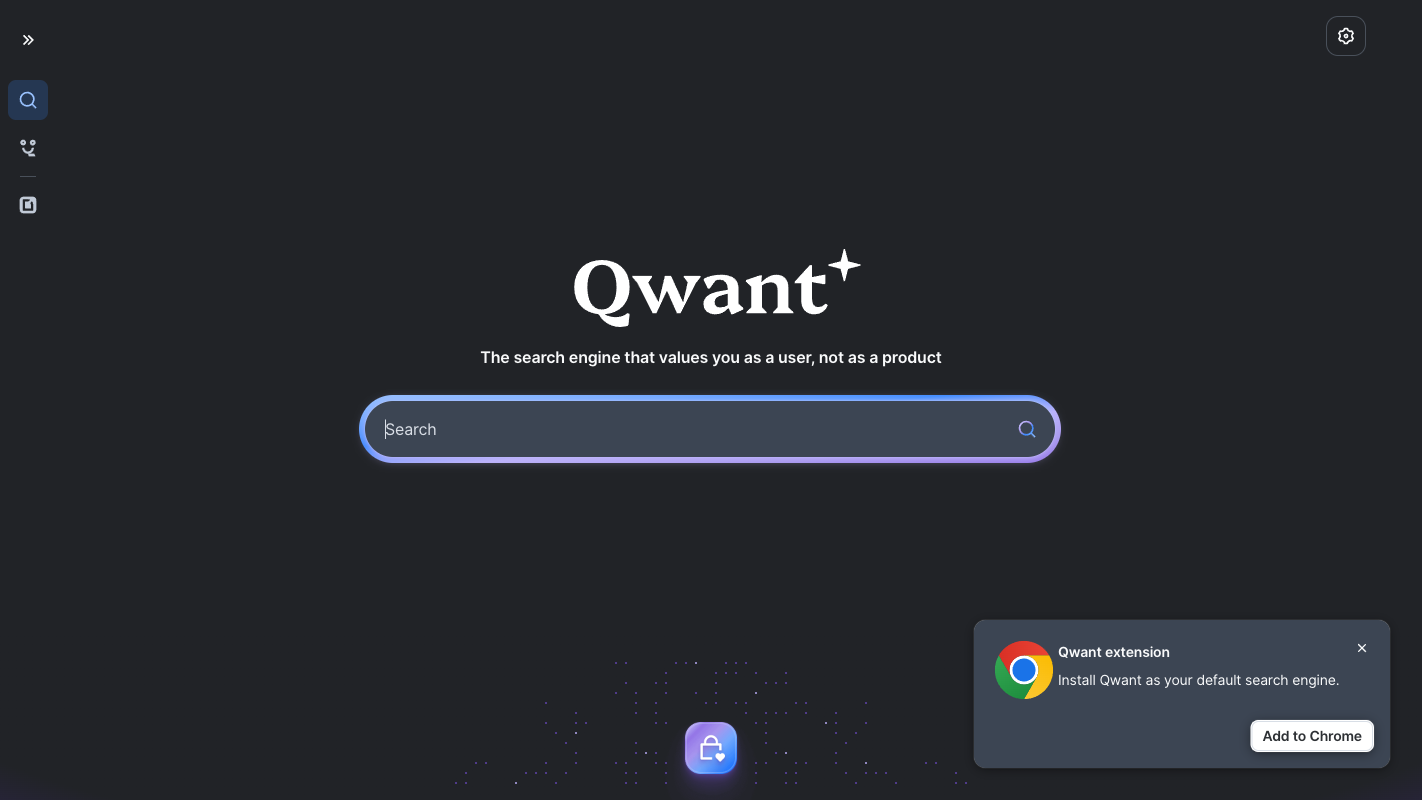 Qwant
The search engine that values you as a user, not as a product
Search
Qwant extension
Install Qwant as your default search engine.
Add to Chrome